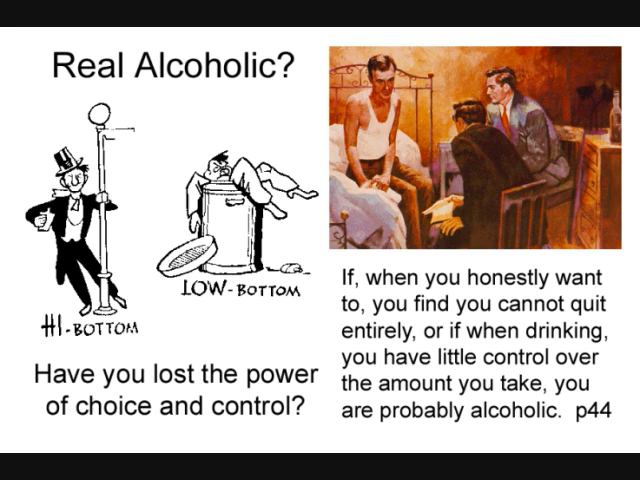 Real Alcoholic?
HI-BOTTOM
LOW-BOTTOM
Have you lost the power
of choice and control?
If, when you honestly want
to, you find you cannot quit
entirely, or if when drinking,
you have little control over
the amount you take, you
are probably alcoholic. p44